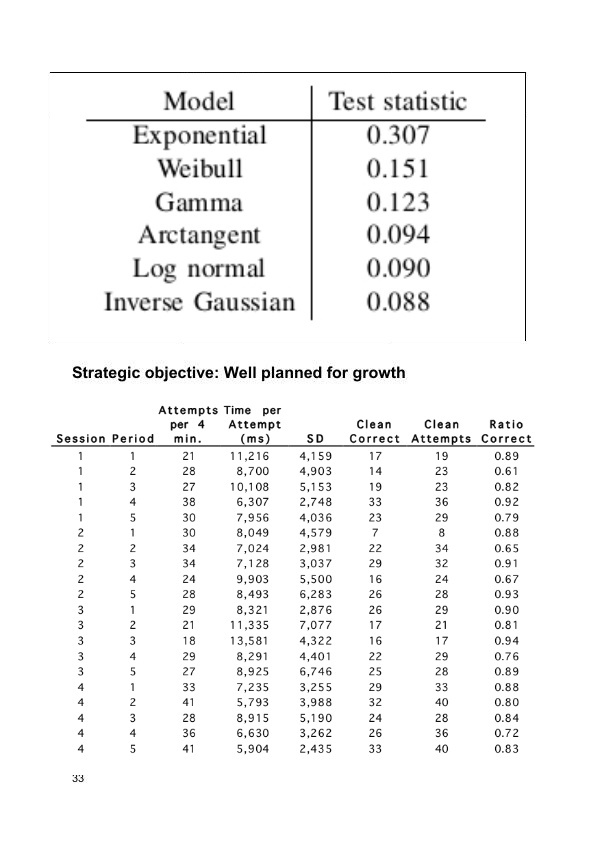 Model Test statistic
Exponential 0.307
Weibull 0.151
Gamma 0.123
Arctangent 0.094
Log normal 0.090
Inverse Gaussian 0.088
Strategic objective: Well planned for growth
Attempts Time per
per 4 Attempt Clean Clean Ratio
Session Period min. (ms) SD Correct Attempts Correct
1 1 21 11,216 4,159 17 19 0.89
1 2 28 8,700 4,903 14 23 0.61
1 3 27 10,108 5,153 19 23 0.82
1 4 38 6,307 2,748 33 36 0.92
1 5 30 7,956 4,036 23 29 0.79
2 1 30 8,049 4,579 7 8 0.88
2 2 34 7,024 2,981 22 34 0.65
2 3 34 7,128 3,037 29 32 0.91
2 4 24 9,903 5,500 16 24 0.67
2 5 28 8,493 6,283 26 28 0.93
3 1 29 8,321 2,876 26 29 0.90
3 2 21 11,335 7,077 17 21 0.81
3 3 18 13,581 4,322 16 17 0.94
3 4 29 8,291 4,401 22 29 0.76
3 5 27 8,925 6,746 25 28 0.89
4 1 33 7,235 3,255 29 33 0.88
4 2 41 5,793 3,988 32 40 0.80
4 3 28 8,915 5,190 24 28 0.84
4 4 36 6,630 3,262 26 36 0.72
4 5 41 5,904 2,435 33 40 0.83
33